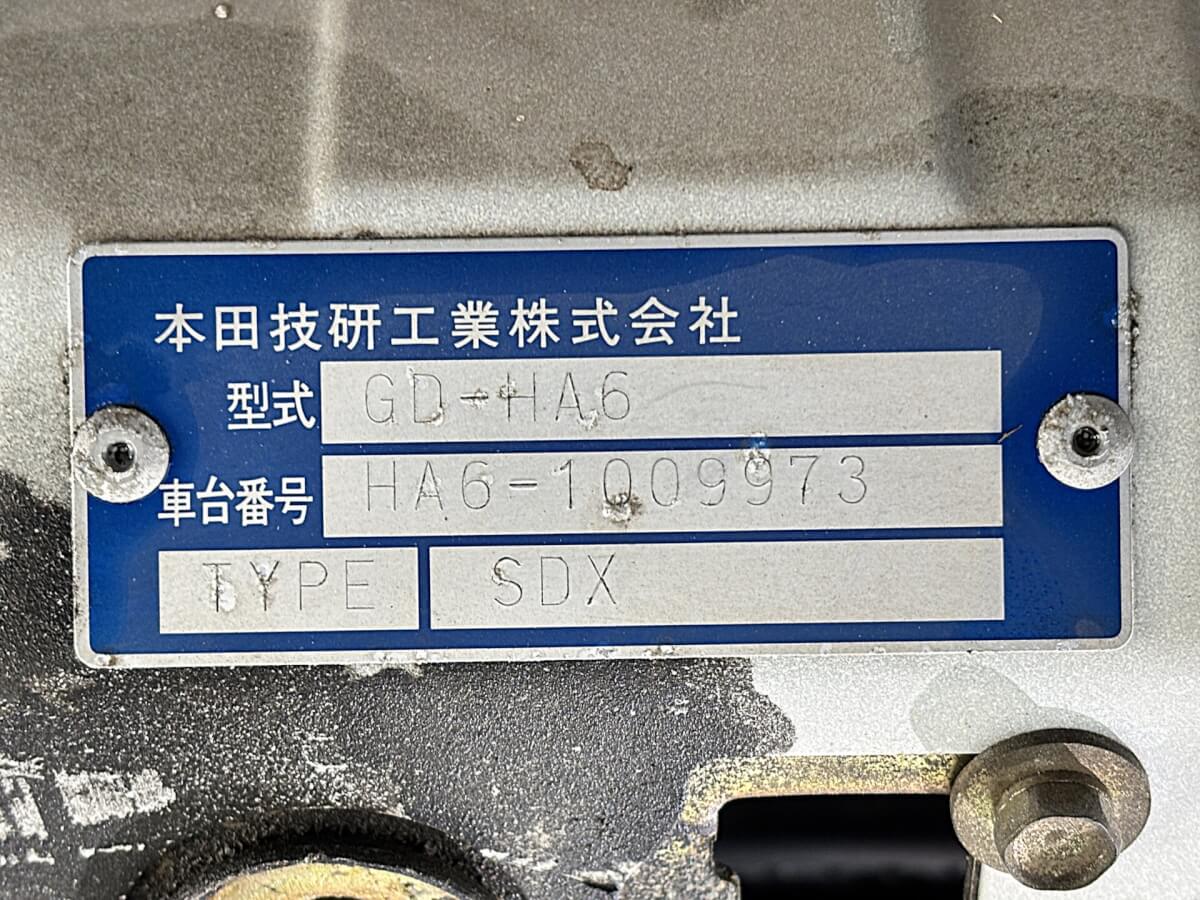 本田技研工業株式会社
型式 GD-HA6
車台番号 HA6-1009973
TYPE SDX